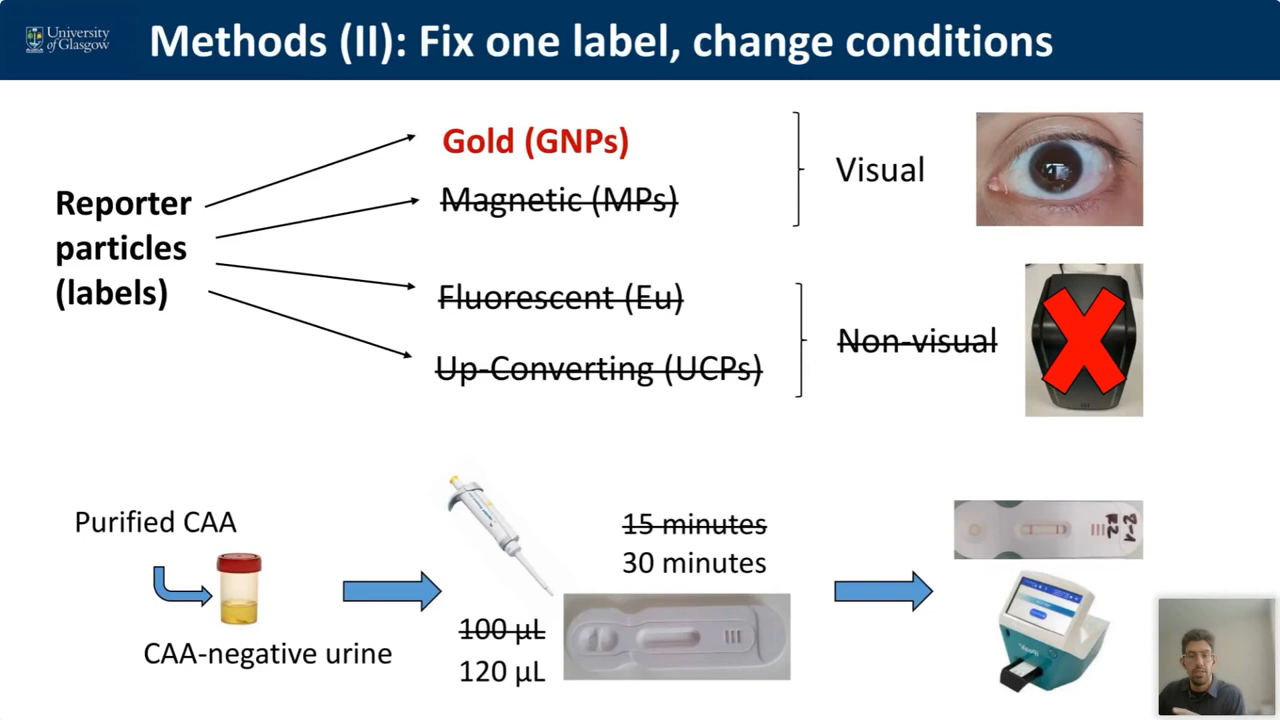 University
of Glasgow
Methods (II): Fix one label, change conditions
Reporter
particles
(labels)
Gold (GNPs)
Magnetic (MPs)
Fluorescent (Eu)
Up-Converting (UCPs)
Visual
Non-visual
Purified CAA
CAA-negative urine
15 minutes
30 minutes
100 µL
120 µL